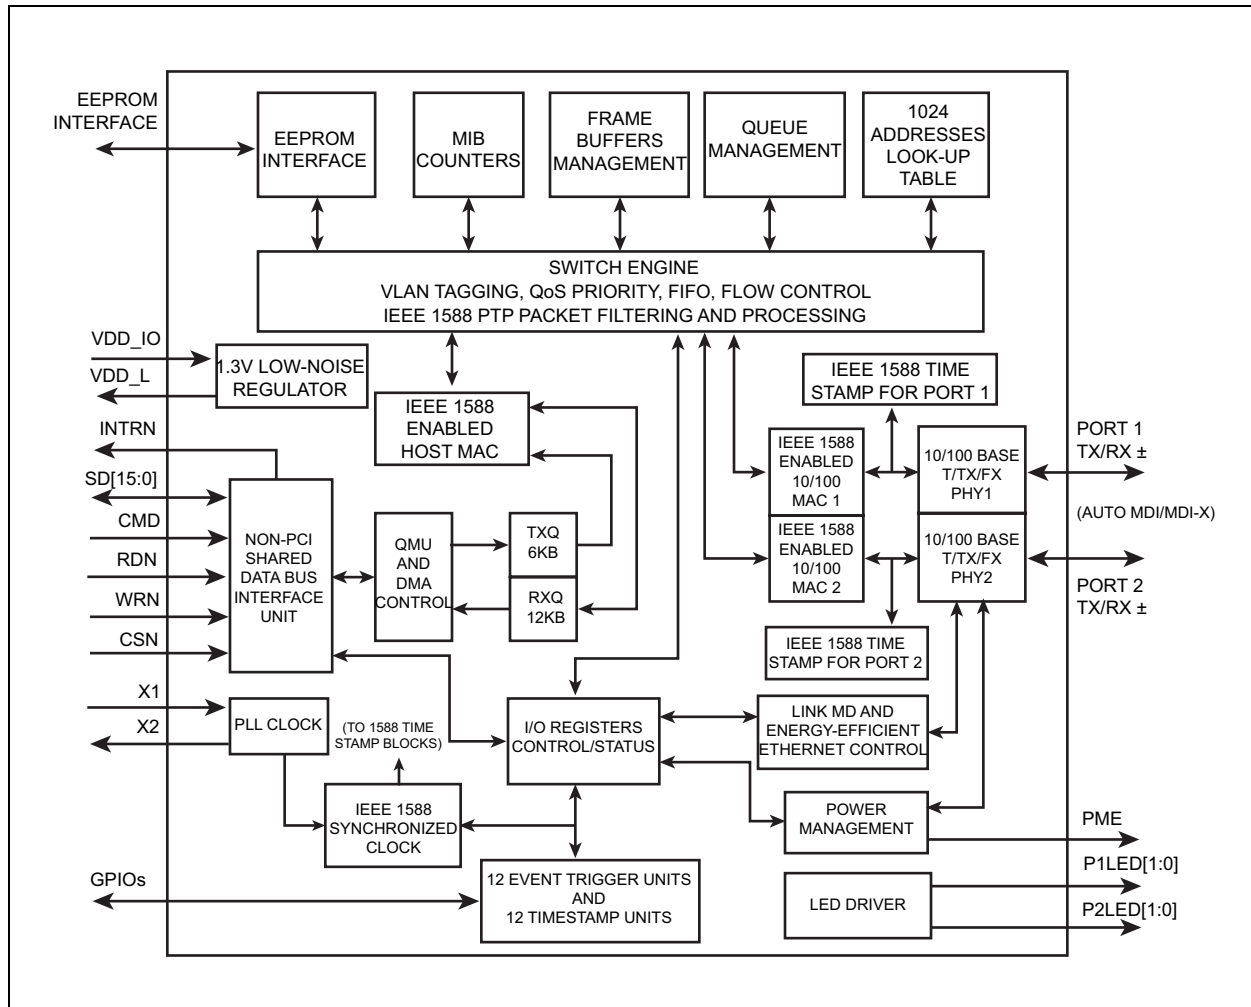 EEPROM
INTERFACE
EEPROM
INTERFACE
MIB
COUNTERS
FRAME
BUFFERS
MANAGEMENT
QUEUE
MANAGEMENT
1024
ADDRESSES
LOOK-UP
TABLE
SWITCH ENGINE
VLAN TAGGING, QoS PRIORITY, FIFO, FLOW CONTROL
IEEE 1588 PTP PACKET FILTERING AND PROCESSING
VDD_IO
VDD_L
1.3V LOW-NOISE
REGULATOR
IEEE 1588
ENABLED
HOST MAC
IEEE 1588 TIME
STAMP FOR PORT 1
INTRN
SD[15:0]
CMD
RDN
WRN
CSN
NON-PCI
SHARED
DATA BUS
INTERFACE
UNIT
QMU
AND
DMA
CONTROL
TXQ
6KB
RXQ
12KB
IEEE 1588
ENABLED
10/100
MAC 1
IEEE 1588
ENABLED
10/100
MAC 2
10/100 BASE
T/TX/FX
PHY1
10/100 BASE
T/TX/FX
PHY2
PORT 1
TX/RX ±
(AUTO MDI/MDI-X)
PORT 2
TX/RX ±
IEEE 1588 TIME
STAMP FOR PORT 2
X1
X2
PLL CLOCK
(TO 1588 TIME
STAMP BLOCKS)
I/O REGISTERS
CONTROL/STATUS
LINK MD AND
ENERGY-EFFICIENT
ETHERNET CONTROL
IEEE 1588
SYNCHRONIZED
CLOCK
POWER
MANAGEMENT
PME
GPIOs
12 EVENT TRIGGER UNITS
AND
12 TIMESTAMP UNITS
LED DRIVER
P1LED[1:0]
P2LED[1:0]